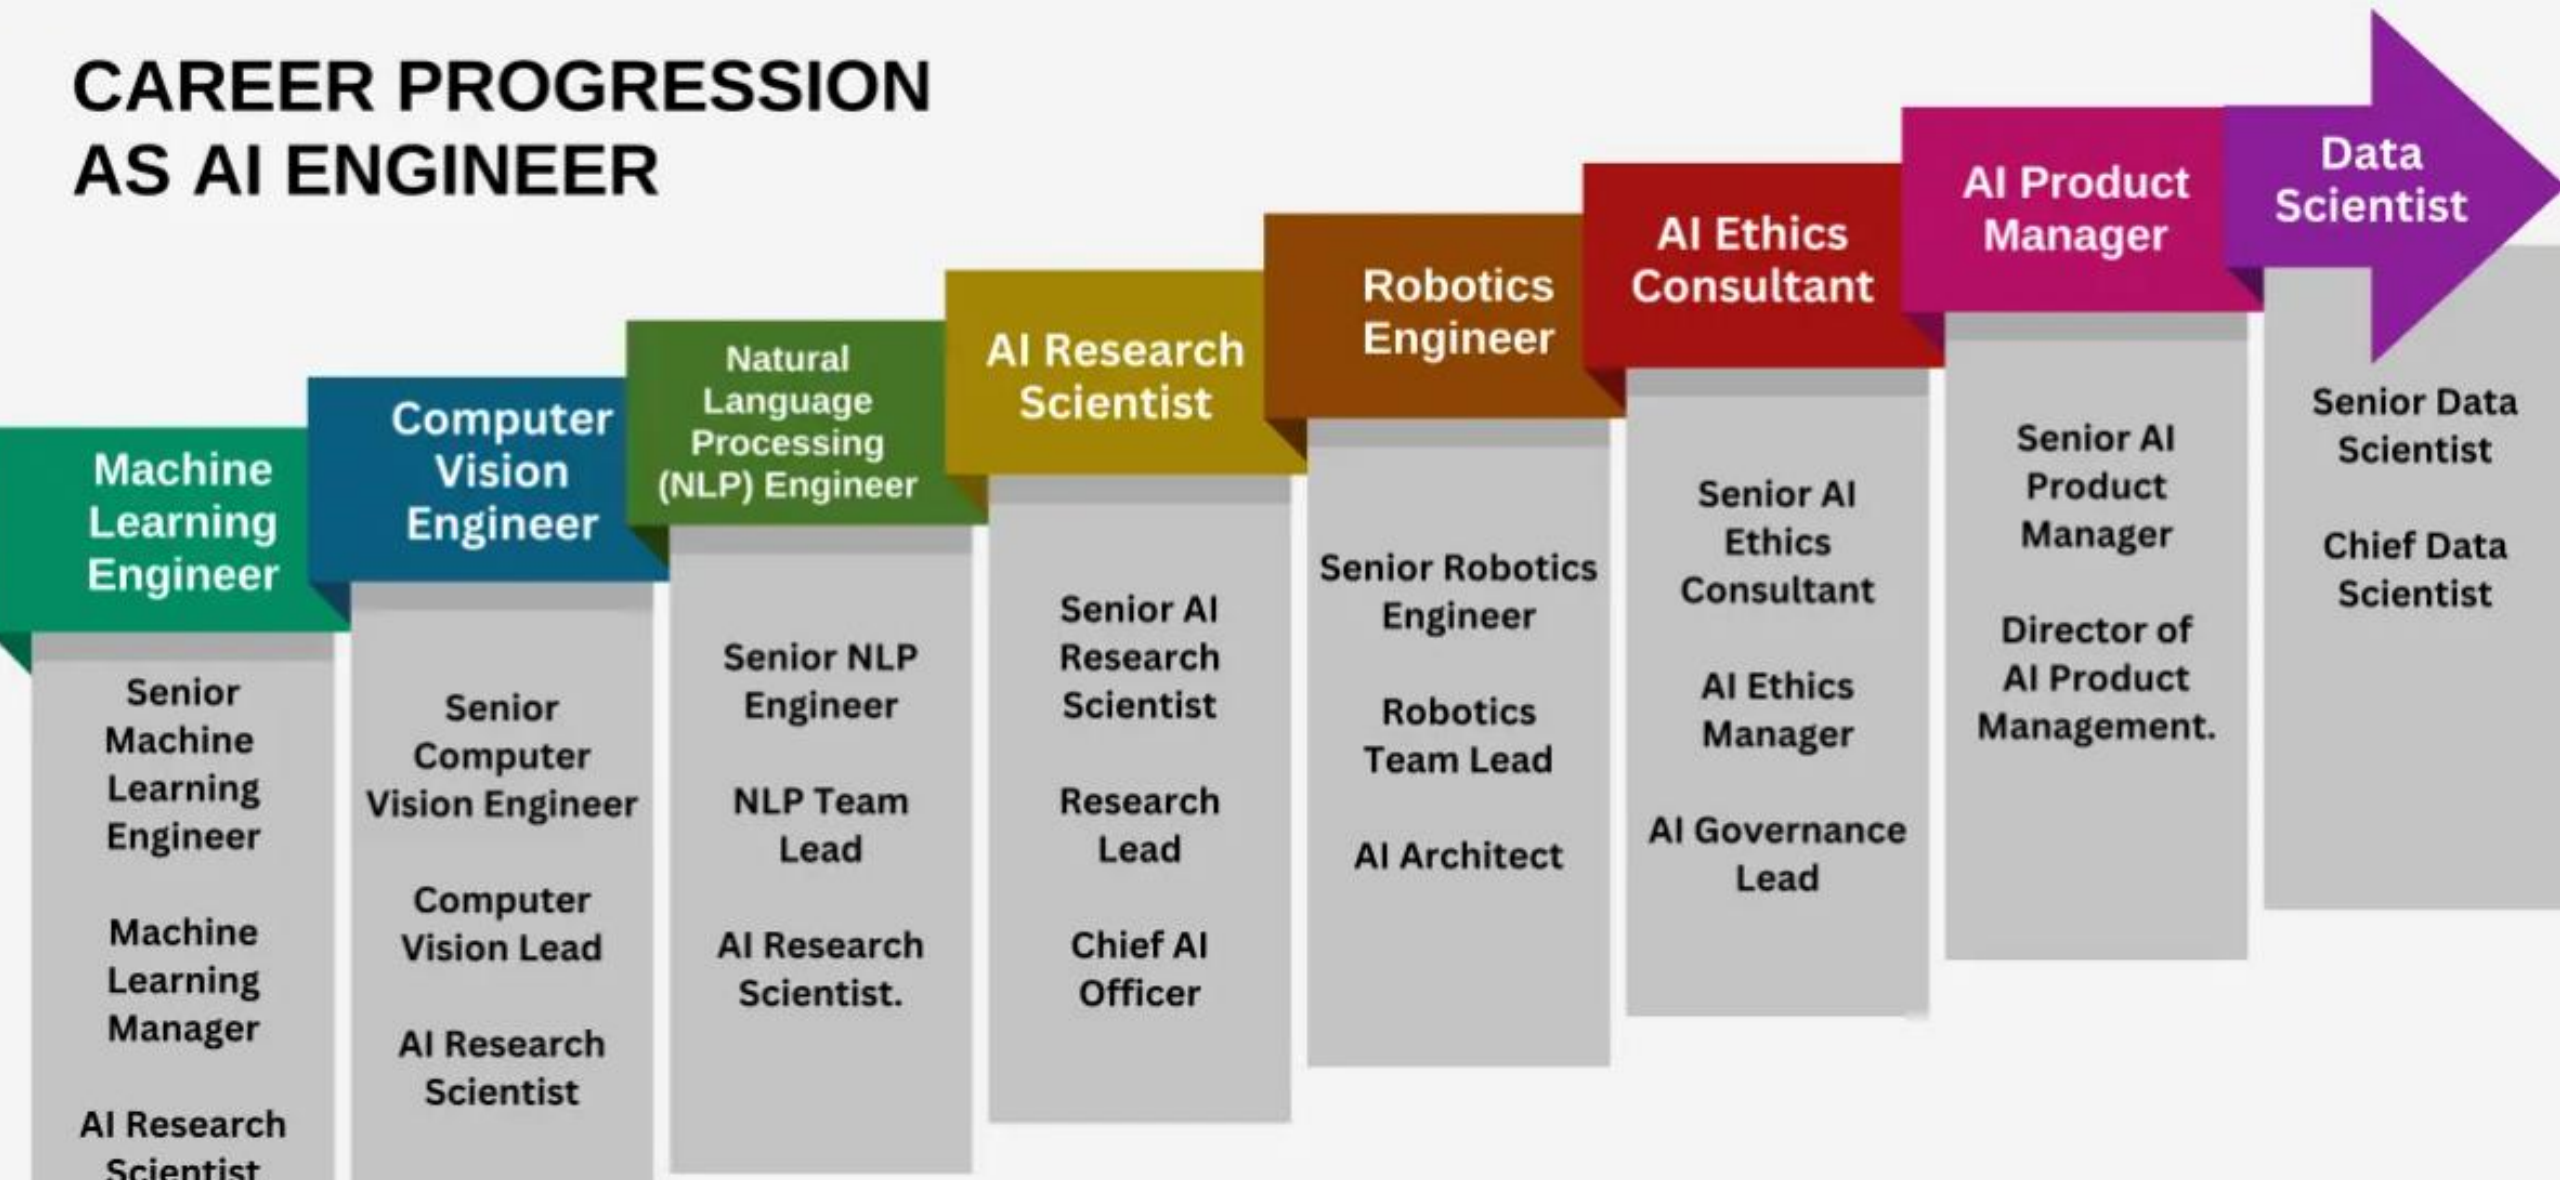 CAREER PROGRESSION
AS AI ENGINEER
Machine
Learning
Engineer
Senior
Machine
Learning
Engineer
Machine
Learning
Manager
AI Research
Scientist
Computer
Vision
Engineer
Senior
Computer
Vision Engineer
Computer
Vision Lead
AI Research
Scientist
Natural
Language
Processing
(NLP) Engineer
Senior NLP
Engineer
NLP Team
Lead
AI Research
Scientist.
AI Research
Scientist
Senior AI
Research
Scientist
Research
Lead
Chief AI
Officer
Robotics
Engineer
Senior Robotics
Engineer
Robotics
Team Lead
AI Architect
AI Ethics
Consultant
Senior AI
Ethics
Consultant
AI Ethics
Manager
AI Governance
Lead
AI Product
Manager
Senior AI
Product
Manager
Director of
AI Product
Management.
Data
Scientist
Senior Data
Scientist
Chief Data
Scientist